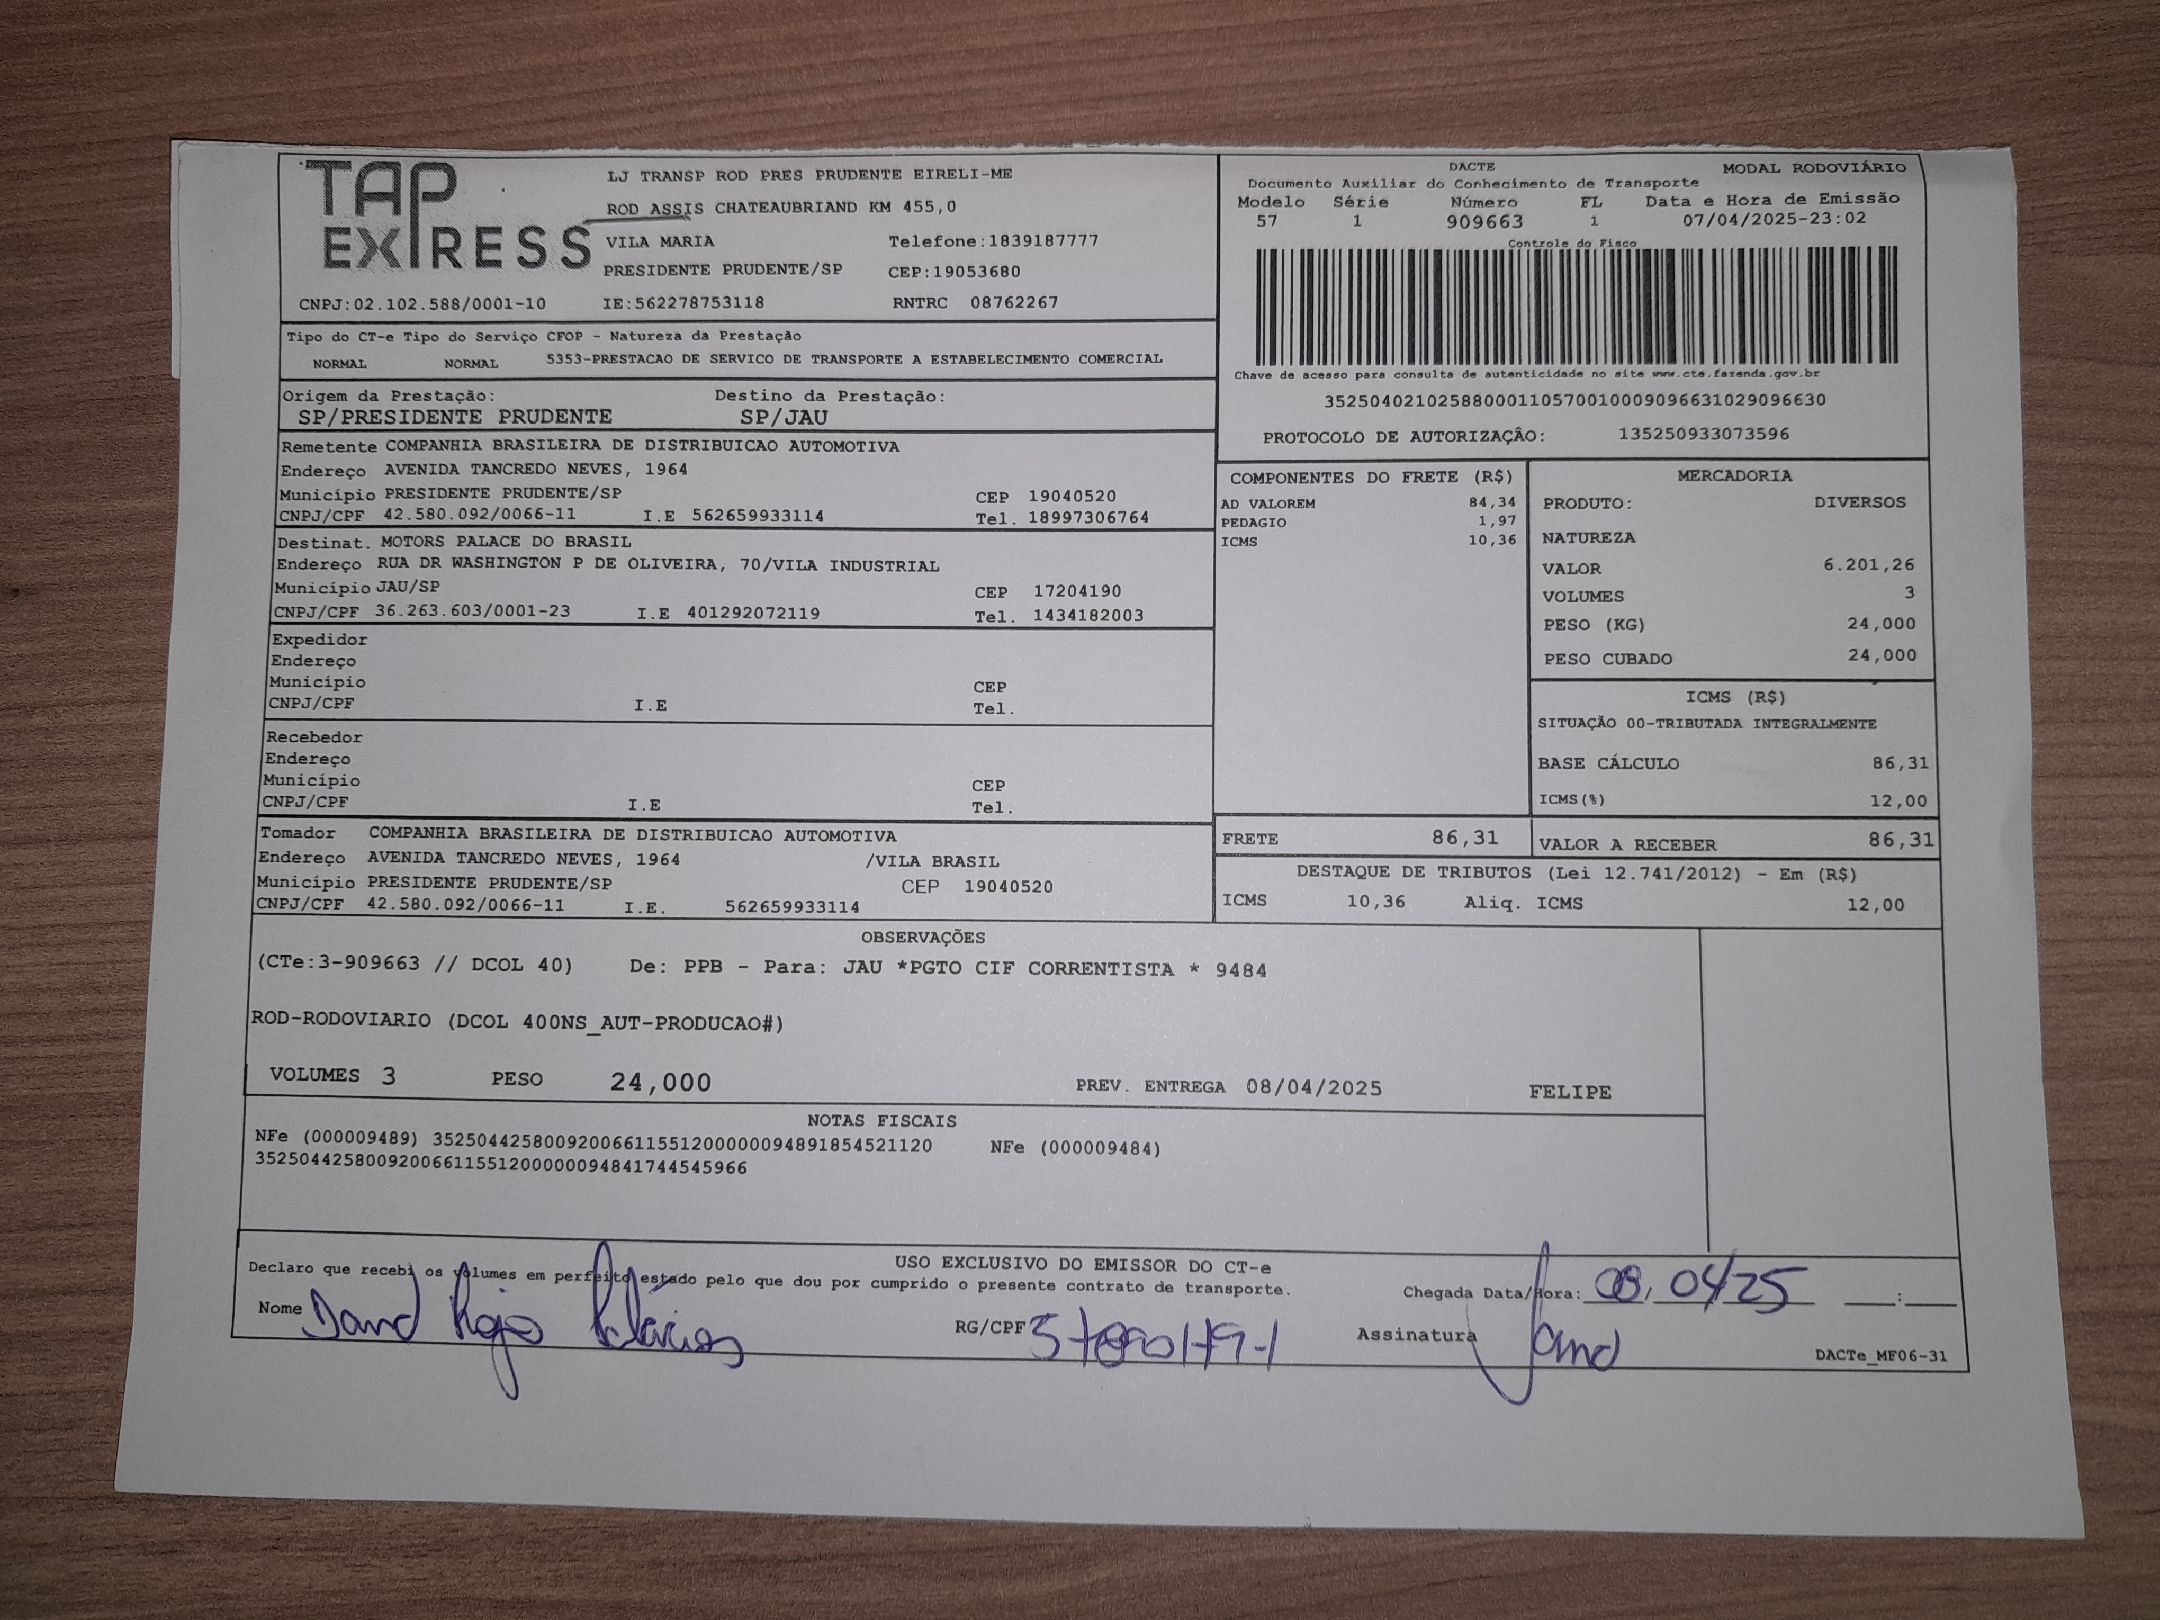 TAP EXPRESS
LJ TRANSP ROD PRES PRUDENTE EIRELI-ME
ROD ASSIS CHATEAUBRIAND KM 455,0
VILA MARIA Telefone:1839187777
PRESIDENTE PRUDENTE/SP CEP:19053680
CNPJ:02.102.588/0001-10 IE:562278753118 RNTRC 08762267
DACTE MODAL RODOVIÁRIO
Documento Auxiliar do Conhecimento de Transporte
Modelo Série Número FL Data e Hora de Emissão
57 1 909663 1 07/04/2025-23:02
Controle do Fisco
Chave de acesso para consulta de autenticidade no site www.cte.fazenda.gov.br
35250402102588000110570010009096631029096630
PROTOCOLO DE AUTORIZAÇÂO: 135250933073596
Tipo do CT-e Tipo do Serviço CFOP - Natureza da Prestação
NORMAL NORMAL 5353-PRESTACAO DE SERVICO DE TRANSPORTE A ESTABELECIMENTO COMERCIAL
Origem da Prestação: Destino da Prestação:
SP/PRESIDENTE PRUDENTE SP/JAU
Remetente COMPANHIA BRASILEIRA DE DISTRIBUICAO AUTOMOTIVA
Endereço AVENIDA TANCREDO NEVES, 1964
Município PRESIDENTE PRUDENTE/SP CEP 19040520
CNPJ/CPF 42.580.092/0066-11 I.E 562659933114 Tel. 18997306764
Destinat. MOTORS PALACE DO BRASIL
Endereço RUA DR WASHINGTON P DE OLIVEIRA, 70/VILA INDUSTRIAL
Município JAU/SP CEP 17204190
CNPJ/CPF 36.263.603/0001-23 I.E 401292072119 Tel. 1434182003
Expedidor
Endereço
Município CEP
CNPJ/CPF I.E Tel.
Recebedor
Endereço
Município CEP
CNPJ/CPF I.E Tel.
Tomador COMPANHIA BRASILEIRA DE DISTRIBUICAO AUTOMOTIVA
Endereço AVENIDA TANCREDO NEVES, 1964 /VILA BRASIL
Município PRESIDENTE PRUDENTE/SP CEP 19040520
CNPJ/CPF 42.580.092/0066-11 I.E. 562659933114
COMPONENTES DO FRETE (R$)
AD VALOREM 84,34
PEDAGIO 1,97
ICMS 10,36
MERCADORIA
PRODUTO: DIVERSOS
NATUREZA
VALOR 6.201,26
VOLUMES 3
PESO (KG) 24,000
PESO CUBADO 24,000
ICMS (R$)
SITUAÇÃO 00-TRIBUTADA INTEGRALMENTE
BASE CÁLCULO 86,31
ICMS(%) 12,00
FRETE 86,31 VALOR A RECEBER 86,31
DESTAQUE DE TRIBUTOS (Lei 12.741/2012) - Em (R$)
ICMS 10,36 Aliq. ICMS 12,00
OBSERVAÇÕES
(CTe:3-909663 // DCOL 40) De: PPB - Para: JAU *PGTO CIF CORRENTISTA * 9484
ROD-RODOVIARIO (DCOL 400NS_AUT-PRODUCAO#)
VOLUMES 3 PESO 24,000 PREV. ENTREGA 08/04/2025 FELIPE
NOTAS FISCAIS
NFe (000009489) 35250442580092006611551200000094891854521120 NFe (000009484)
35250442580092006611551200000094841744545966
USO EXCLUSIVO DO EMISSOR DO CT-e
Declaro que recebi os volumes em perfeito estado pelo que dou por cumprido o presente contrato de transporte.
Chegada Data/Hora: 08/04/25 :
Nome RG/CPF Assinatura
DACTe_MF06-31